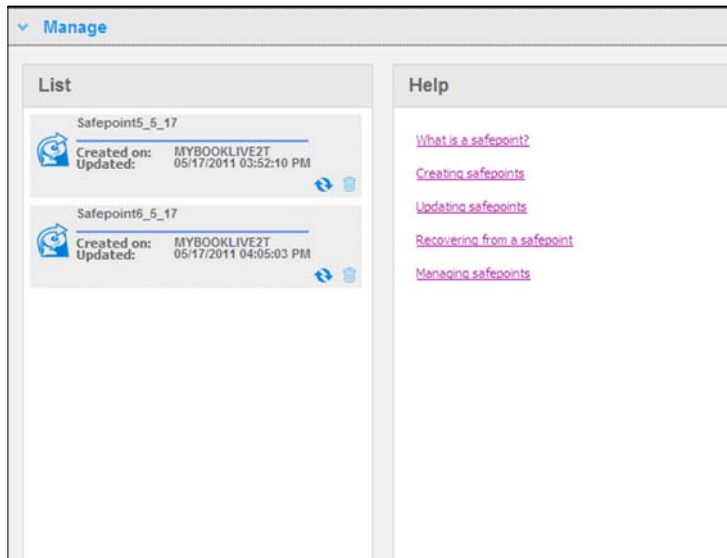 Manage
List
Safepoint5_5_17
Created on: MYBOOKLIVE2T
Updated: 05/17/2011 03:52:10 PM
Safepoint6_5_17
Created on: MYBOOKLIVE2T
Updated: 05/17/2011 04:05:03 PM
Help
What is a safepoint?
Creating safepoints
Updating safepoints
Recovering from a safepoint
Managing safepoints